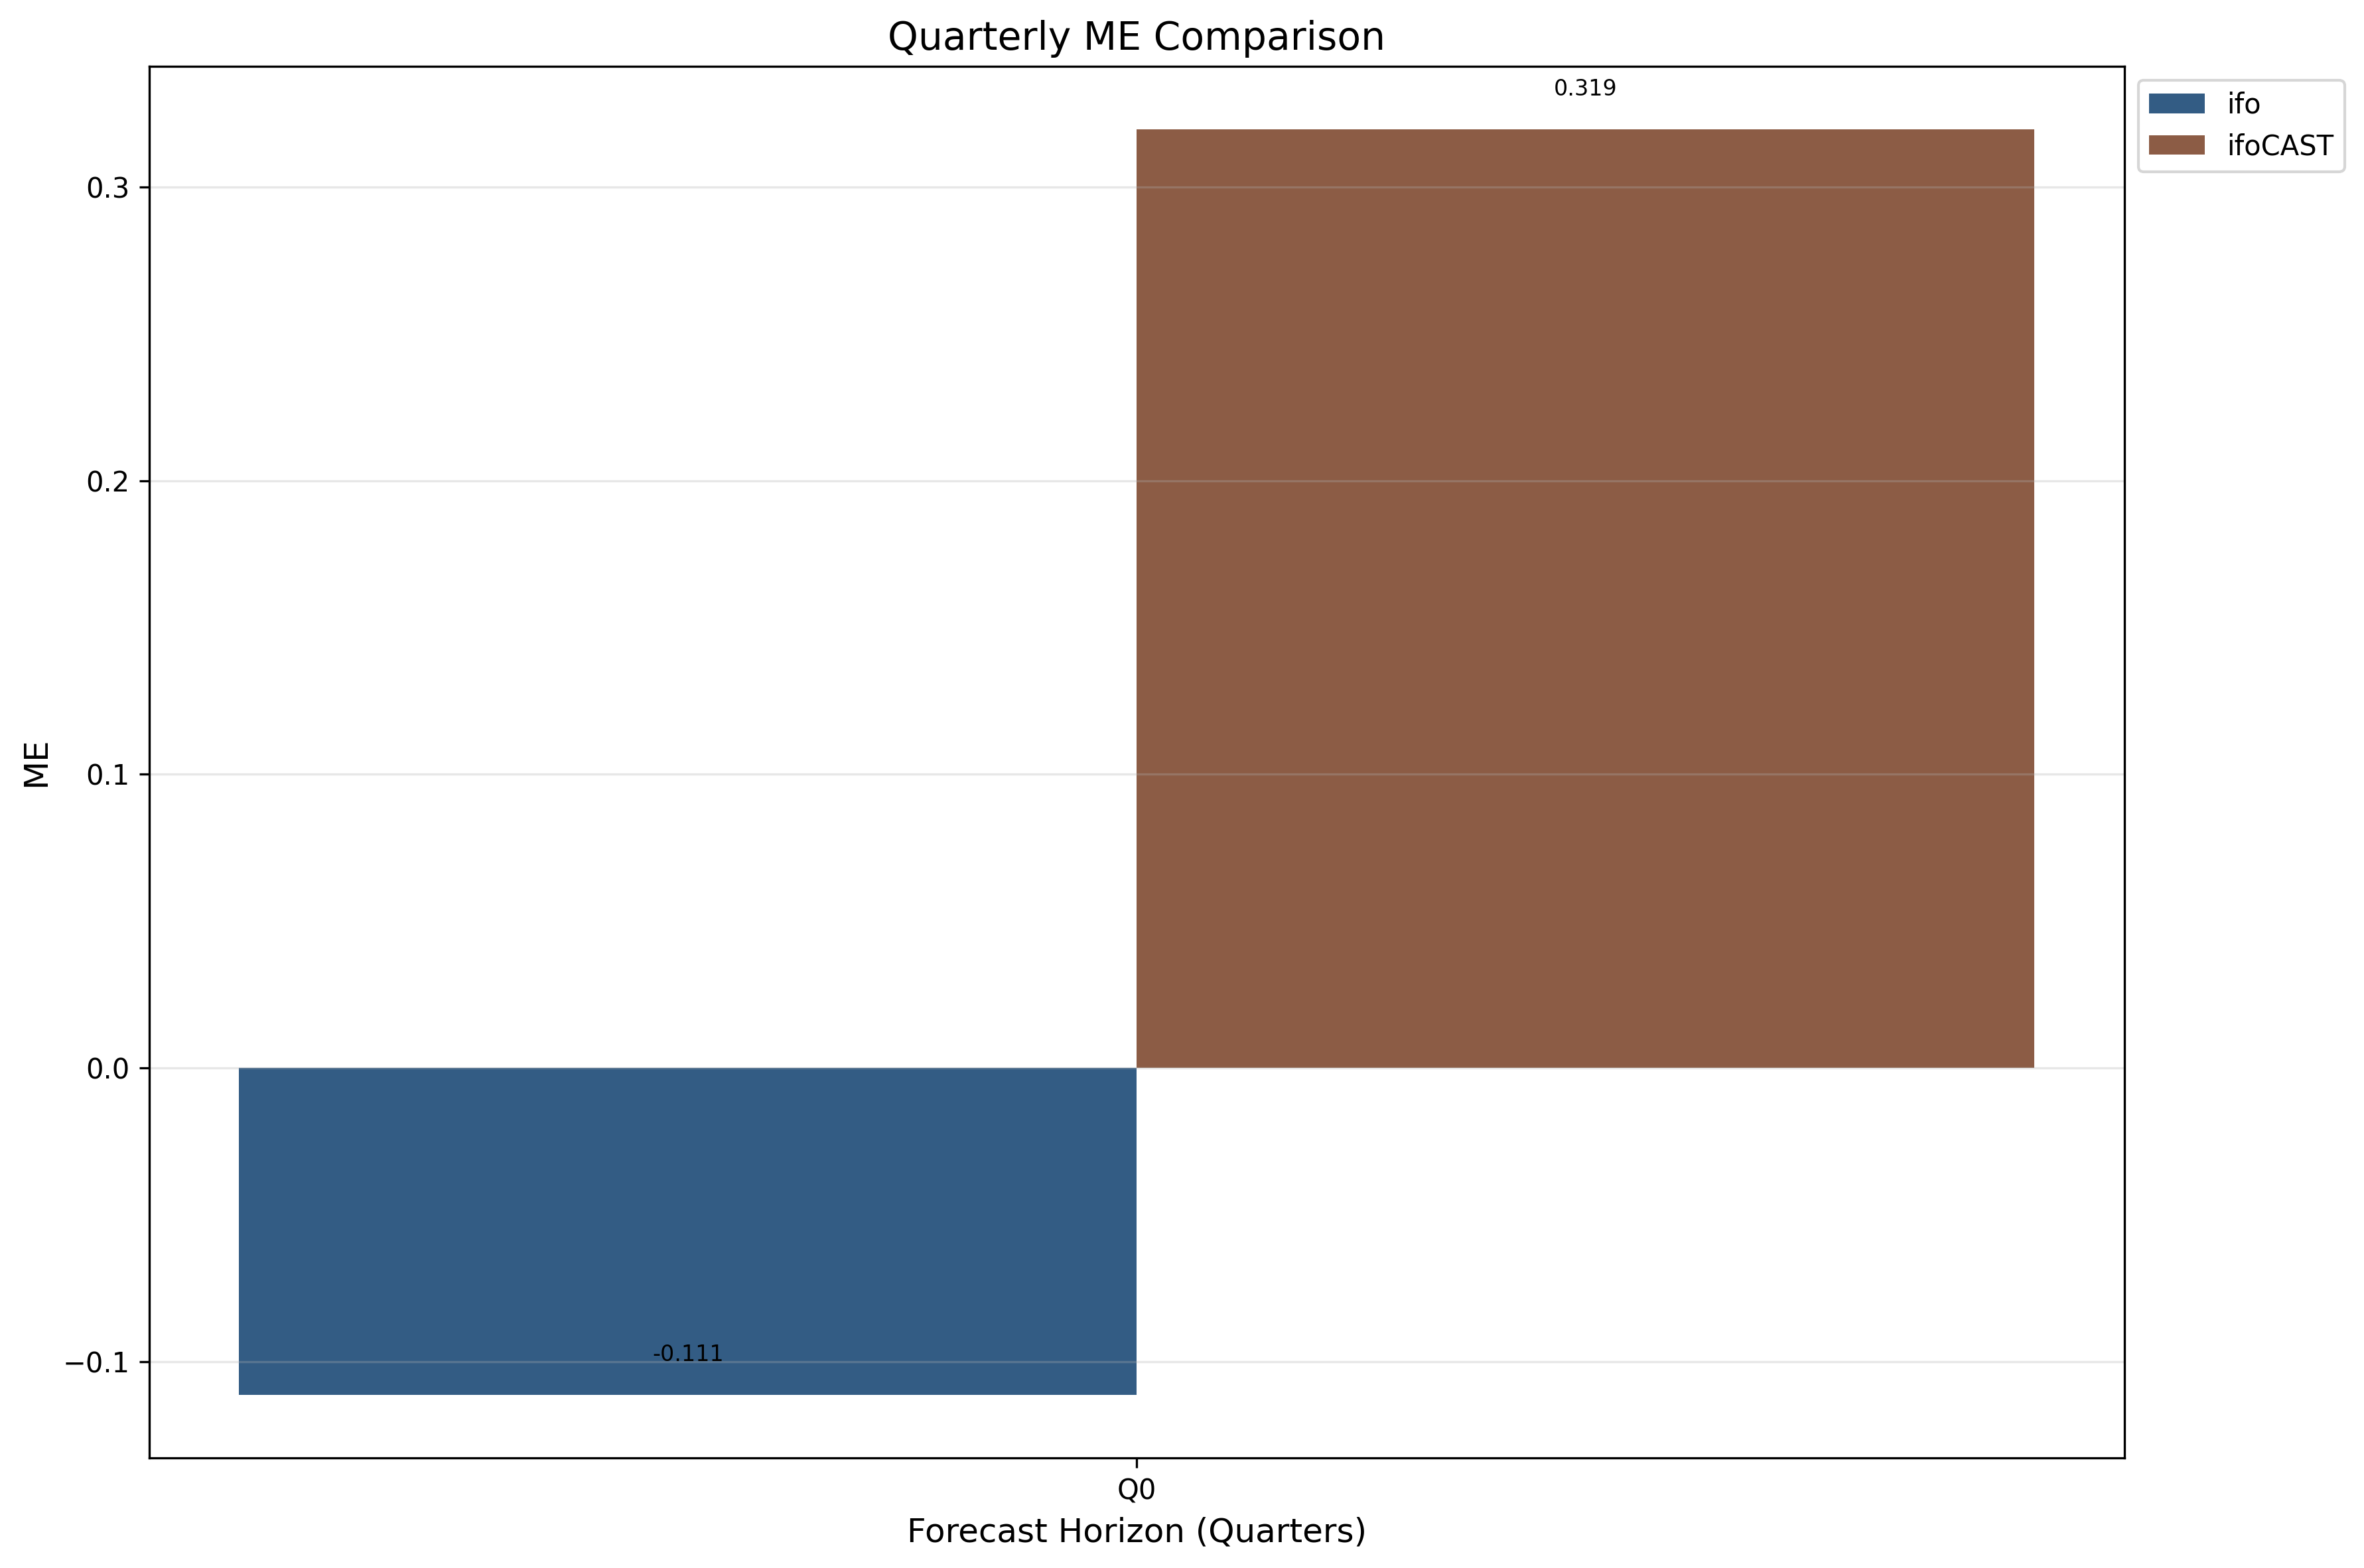 Quarterly ME Comparison
0.319
ifo
ifoCAST
0.3
0.2
0.1
0.0
−0.1
ME
-0.111
Q0
Forecast Horizon (Quarters)